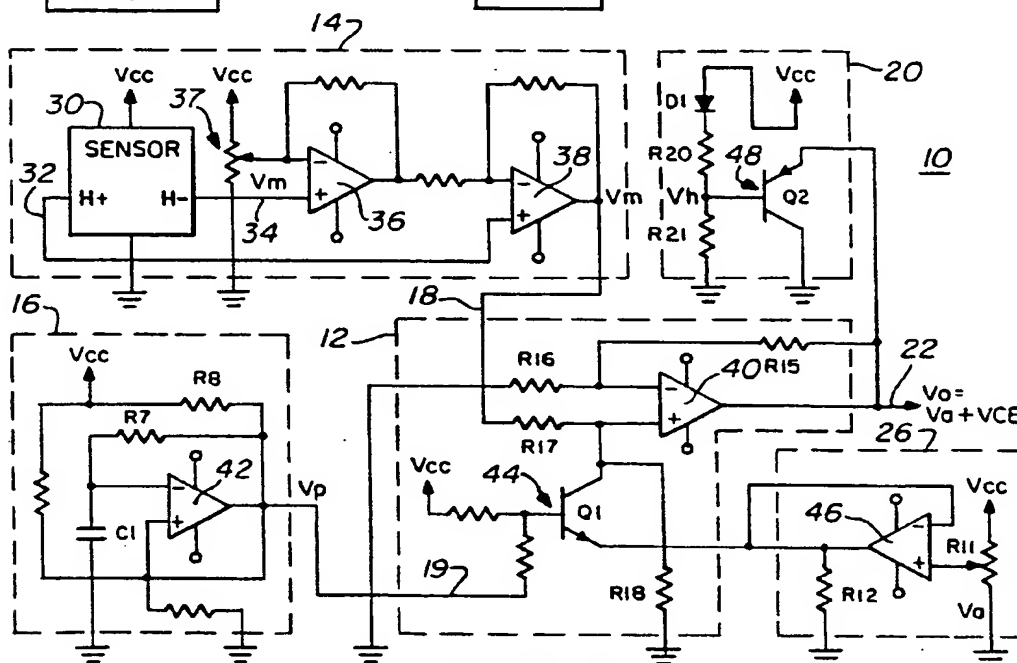 14
20
Vcc
Vcc
Vcc
30
37
D1
SENSOR
R20
48
10
32
38
H+
H-
Vm
36
Vm
Vh
Q2
34
R21
16
18
12
Vcc
R8
R16
40
R15
22
R7
Vo=
Va+VCE
R17
26
42
Vcc
44
Vcc
Vp
Q1
46
C1
R11
19
R18
R12
Va